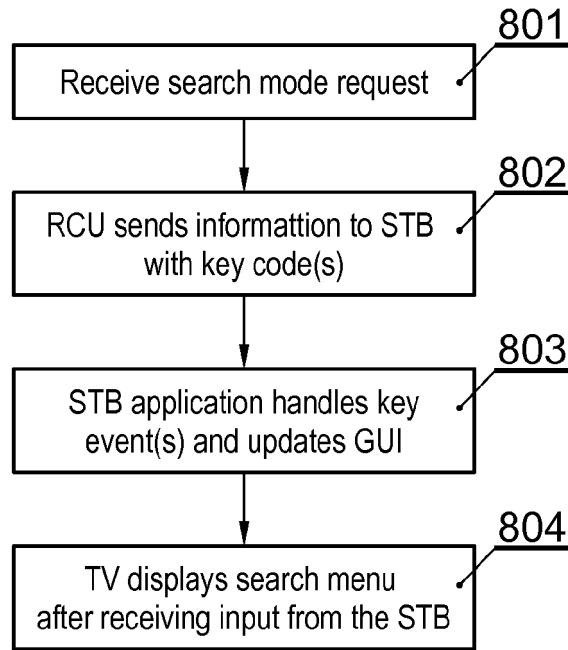 801
Receive search mode request
802
RCU sends informattion to STB
with key code(s)
803
STB application handles key
event(s) and updates GUI
804
TV displays search menu
after receiving input from the STB